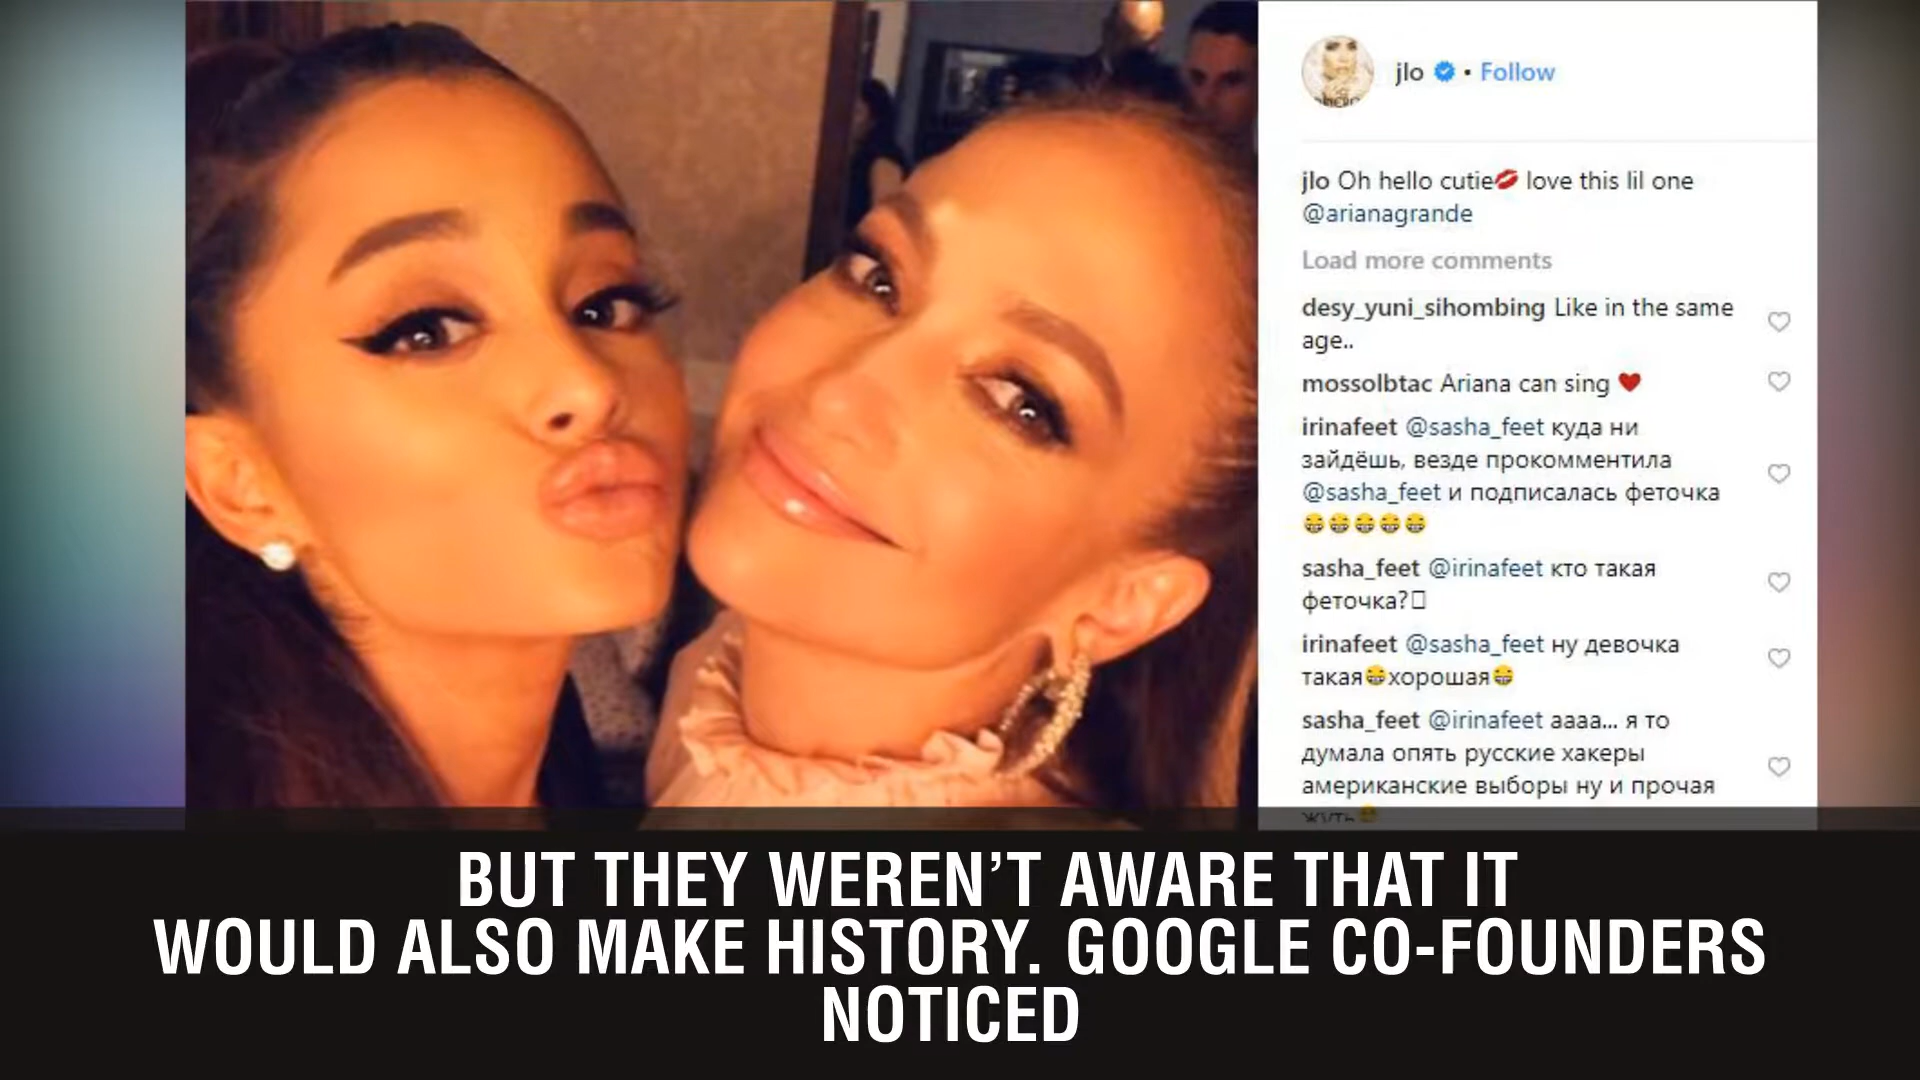 jlo • Follow
jlo Oh hello cutie💋 love this lil one
@arianagrande
Load more comments
desy_yuni_sihombing Like in the same
age..
mossolbtac Ariana can sing ❤
irinafeet @sasha_feet куда ни
зайдёшь, везде прокомментила
@sasha_feet и подписалась феточка
😂😂😂😂😂
sasha_feet @irinafeet кто такая
феточка?
irinafeet @sasha_feet ну девочка
такая😂хорошая😂
sasha_feet @irinafeet аааа... я то
думала опять русские хакеры
американские выборы ну и прочая
жуть😂
BUT THEY WEREN’T AWARE THAT IT
WOULD ALSO MAKE HISTORY. GOOGLE CO-FOUNDERS
NOTICED